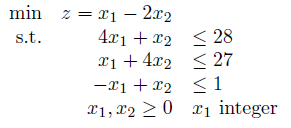 min z = x₁ − 2x₂
s.t. 4x₁ + x₂ ≤ 28
x₁ + 4x₂ ≤ 27
−x₁ + x₂ ≤ 1
x₁, x₂ ≥ 0 x₁ integer